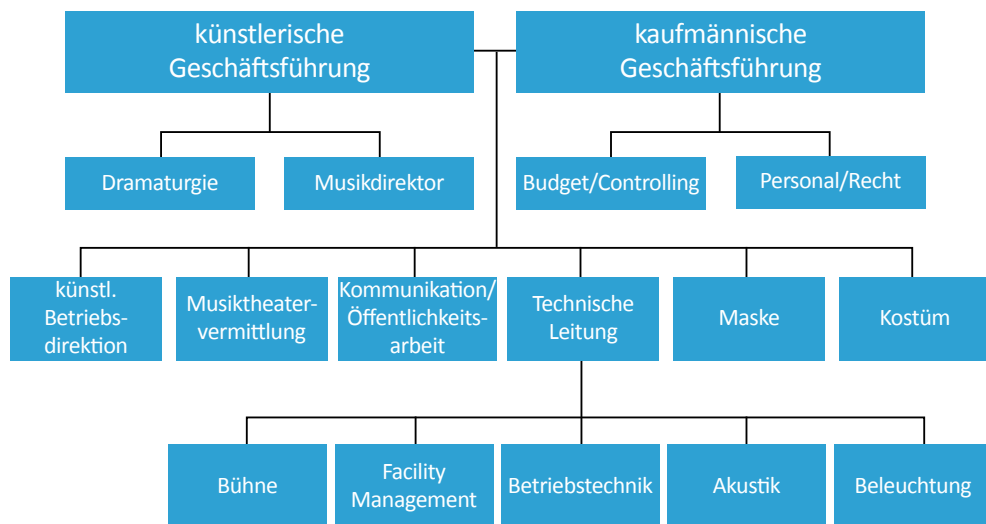 künstlerische
Geschäftsführung
kaufmännische
Geschäftsführung
Dramaturgie
Musikdirektor
Budget/Controlling
Personal/Recht
künstl.
Betriebs-
direktion
Musiktheater-
vermittlung
Kommunikation/
Öffentlichkeits-
arbeit
Technische
Leitung
Maske
Kostüm
Bühne
Facility
Management
Betriebstechnik
Akustik
Beleuchtung